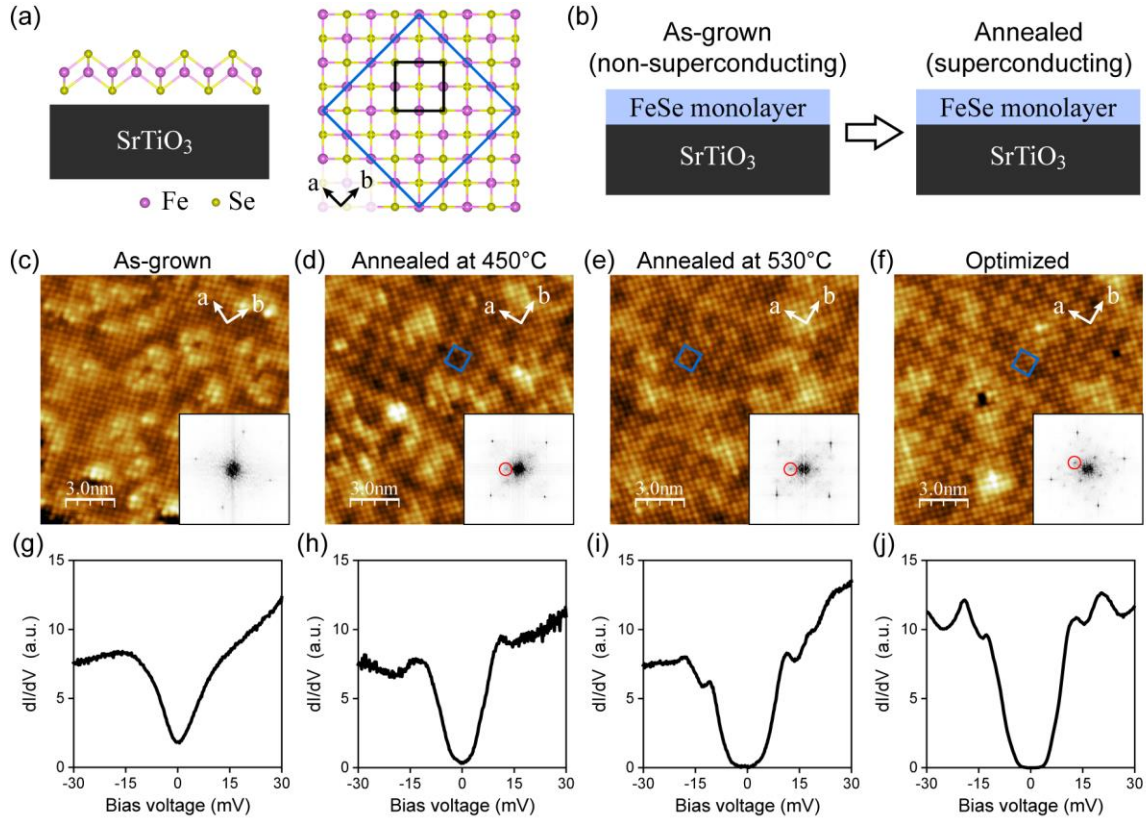 (a)
SrTiO₃
Fe
Se
a
b
(b)
As-grown
(non-superconducting)
FeSe monolayer
SrTiO₃
Annealed
(superconducting)
FeSe monolayer
SrTiO₃
(c) As-grown
a b
3.0nm
(d) Annealed at 450°C
a b
3.0nm
(e) Annealed at 530°C
a b
3.0nm
(f) Optimized
a b
3.0nm
(g)
dI/dV (a.u.)
15
10
5
0
-30 -15 0 15 30
Bias voltage (mV)
(h)
dI/dV (a.u.)
15
10
5
0
-30 -15 0 15 30
Bias voltage (mV)
(i)
dI/dV (a.u.)
15
10
5
0
-30 -15 0 15 30
Bias voltage (mV)
(j)
dI/dV (a.u.)
15
10
5
0
-30 -15 0 15 30
Bias voltage (mV)